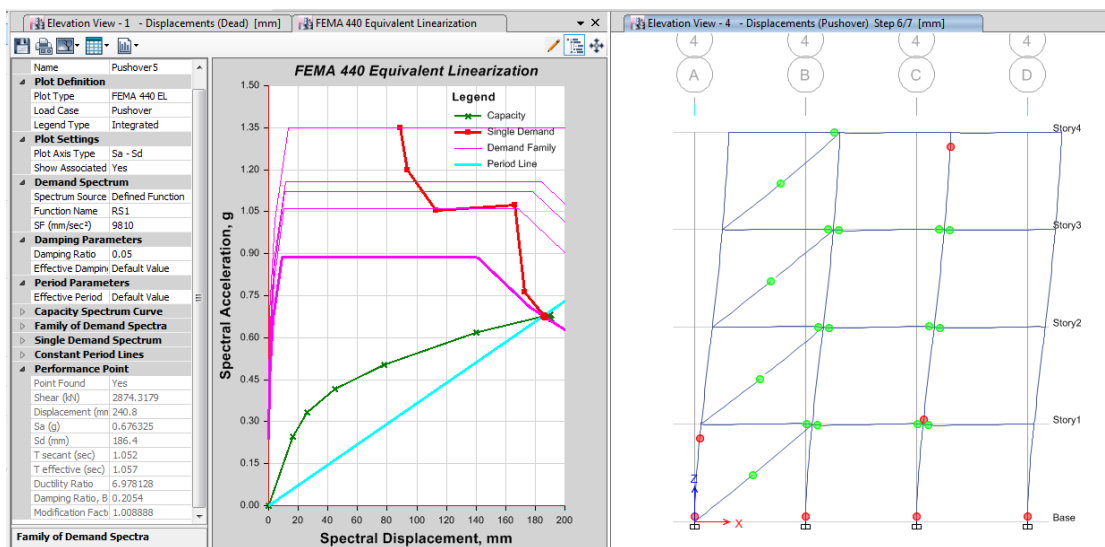 Elevation View - 1 - Displacements (Dead) [mm]
FEMA 440 Equivalent Linearization
Name Pushover5
Plot Definition
Plot Type FEMA 440 EL
Load Case Pushover
Legend Type Integrated
Plot Settings
Plot Axis Type Sa - Sd
Show Associated Yes
Demand Spectrum
Spectrum Source Defined Function
Function Name RS1
SF (mm/sec²) 9810
Damping Parameters
Damping Ratio 0.05
Effective Damping Default Value
Period Parameters
Effective Period Default Value
Capacity Spectrum Curve
Family of Demand Spectra
Single Demand Spectrum
Constant Period Lines
Performance Point
Point Found Yes
Shear (kN) 2874.3179
Displacement (mm 240.8
Sa (g) 0.676325
Sd (mm) 186.4
T secant (sec) 1.052
T effective (sec) 1.057
Ductility Ratio 6.978128
Damping Ratio, B 0.2054
Modification Fact 1.008888
Family of Demand Spectra
FEMA 440 Equivalent Linearization
Legend
Capacity
Single Demand
Demand Family
Period Line
Spectral Acceleration, g
1.50
1.35
1.20
1.05
0.90
0.75
0.60
0.45
0.30
0.15
0.00
0 20 40 60 80 100 120 140 160 180 200
Spectral Displacement, mm
Elevation View - 4 - Displacements (Pushover) Step 6/7 [mm]
4 4 4 4
A B C D
Story4
Story3
Story2
Story1
Z
X
Base